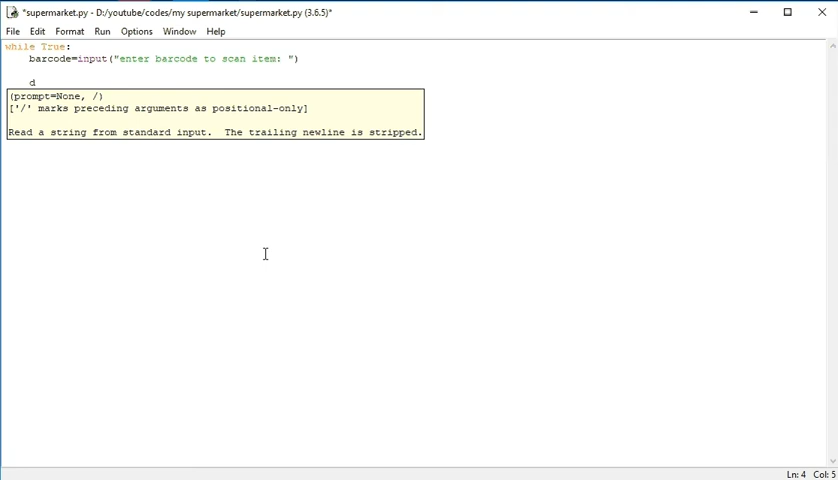 *supermarket.py - D:/youtube/codes/my supermarket/supermarket.py (3.6.5)*
File Edit Format Run Options Window Help
while True:
    barcode=input("enter barcode to scan item: ")
    d
(prompt=None, /)
['/' marks preceding arguments as positional-only]
Read a string from standard input.  The trailing newline is stripped.
Ln: 4 Col: 5